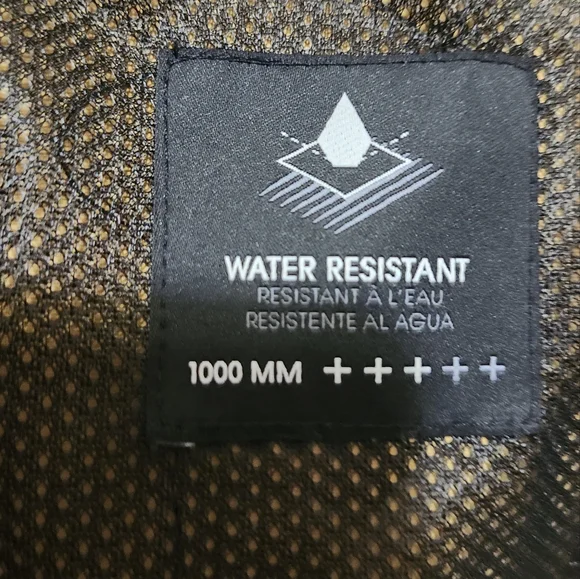 WATER RESISTANT
RESISTANT À L'EAU
RESISTENTE AL AGUA
1000 MM +++++